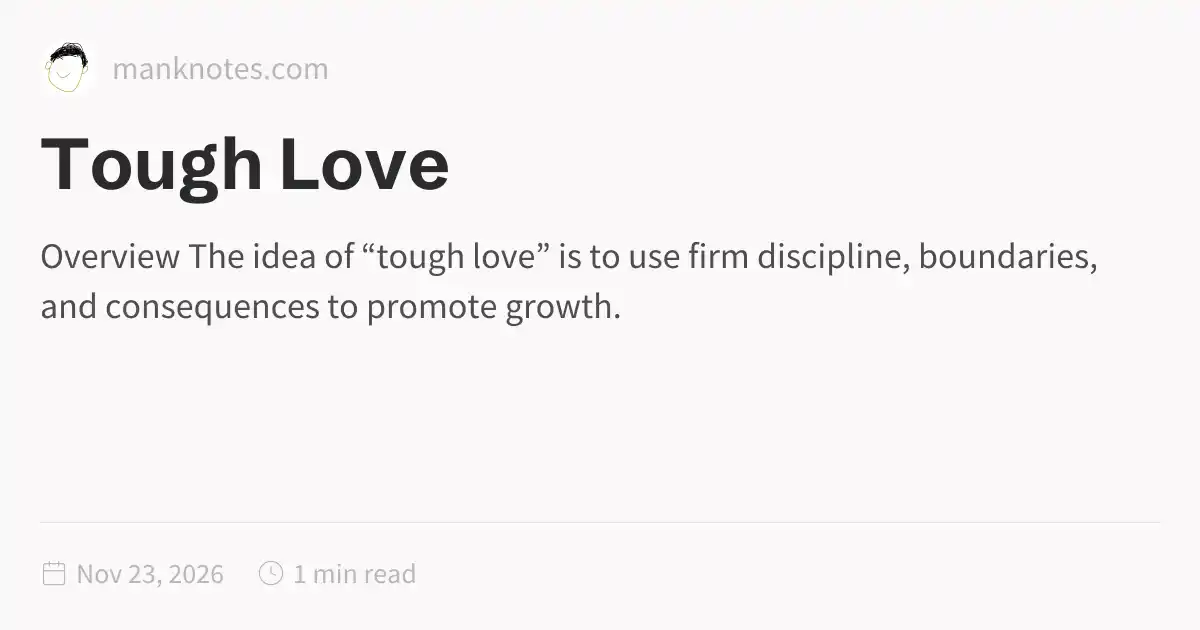 manknotes.com
Tough Love
Overview The idea of “tough love” is to use firm discipline, boundaries,
and consequences to promote growth.
Nov 23, 2026 1 min read